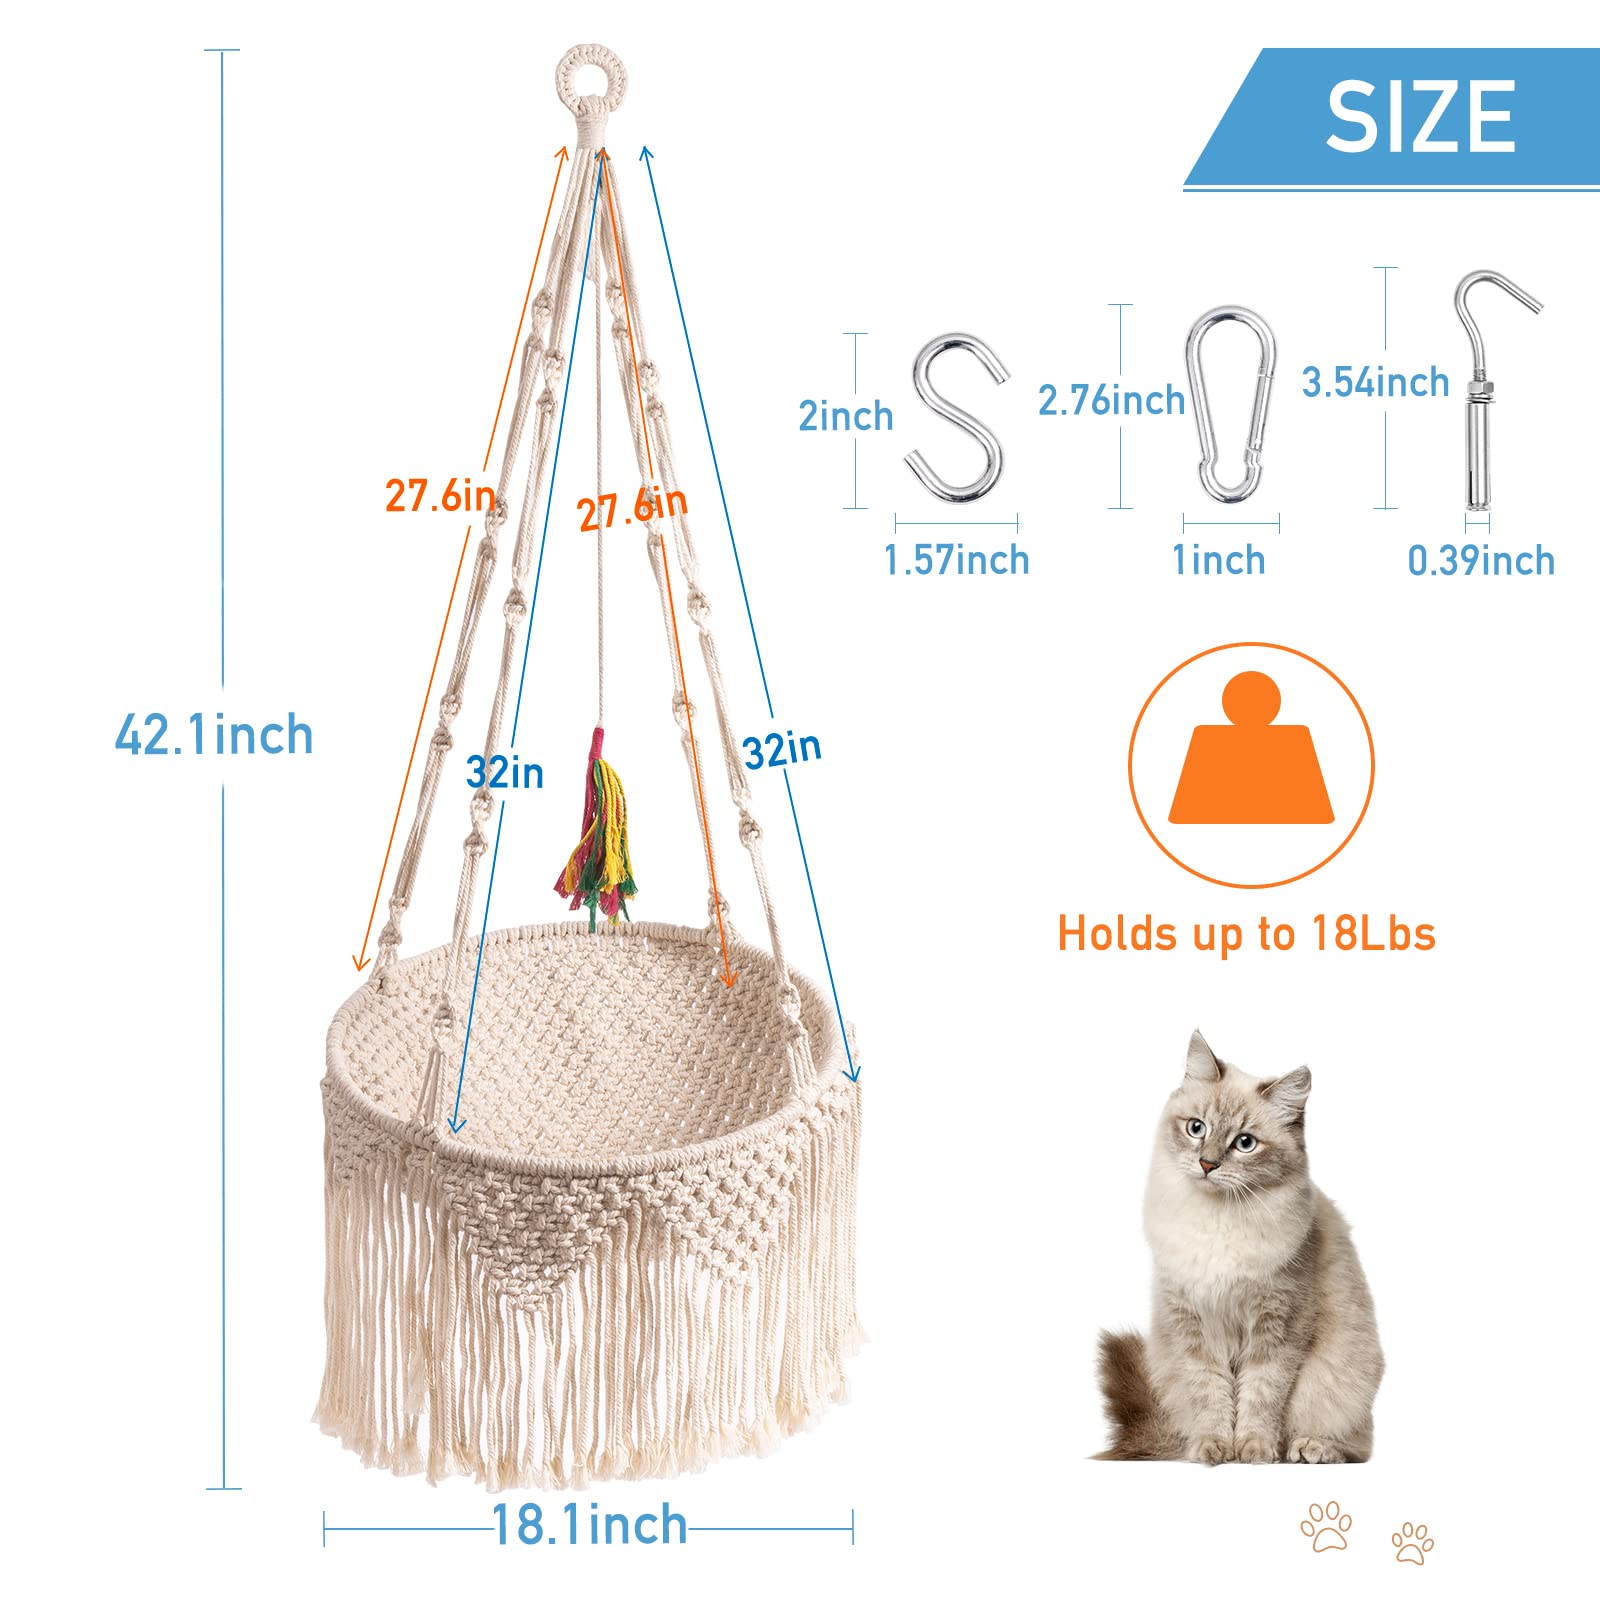 SIZE
2inch
2.76inch
3.54inch
1.57inch
1inch
0.39inch
27.6in
27.6in
42.1inch
32in
32in
Holds up to 18Lbs
18.1inch